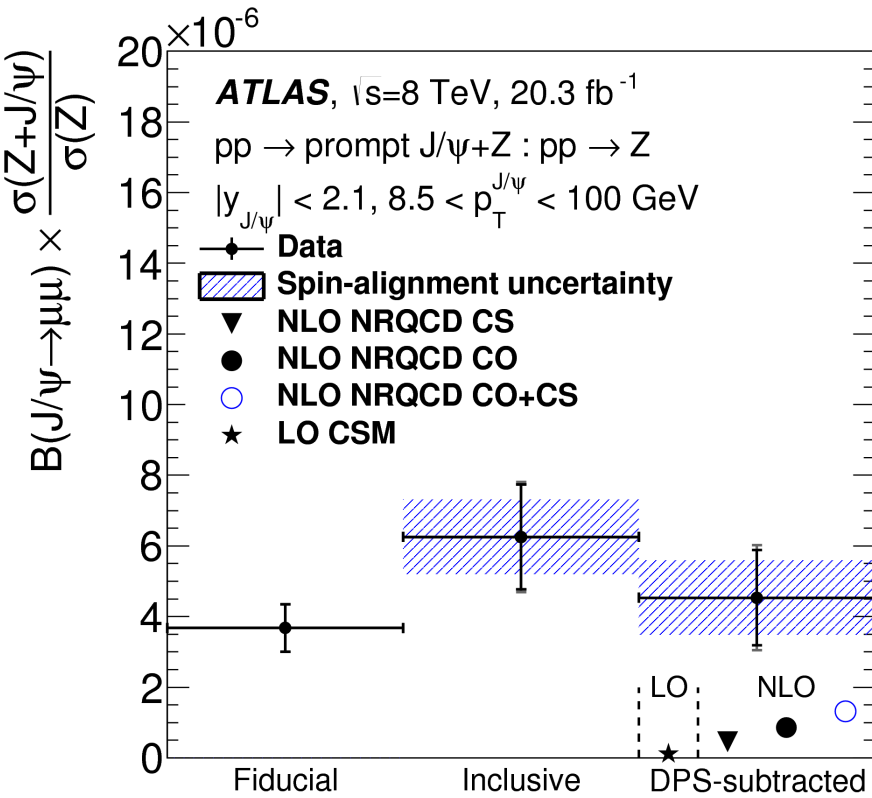 ×10⁻⁶
B(J/ψ→μμ) × σ(Z+J/ψ)
σ(Z)
ATLAS, √s=8 TeV, 20.3 fb⁻¹
pp → prompt J/ψ+Z : pp → Z
|y_J/ψ| < 2.1, 8.5 < p_T^J/ψ < 100 GeV
Data
Spin-alignment uncertainty
NLO NRQCD CS
NLO NRQCD CO
NLO NRQCD CO+CS
LO CSM
20
18
16
14
12
10
8
6
4
2
0
LO NLO
Fiducial Inclusive DPS-subtracted